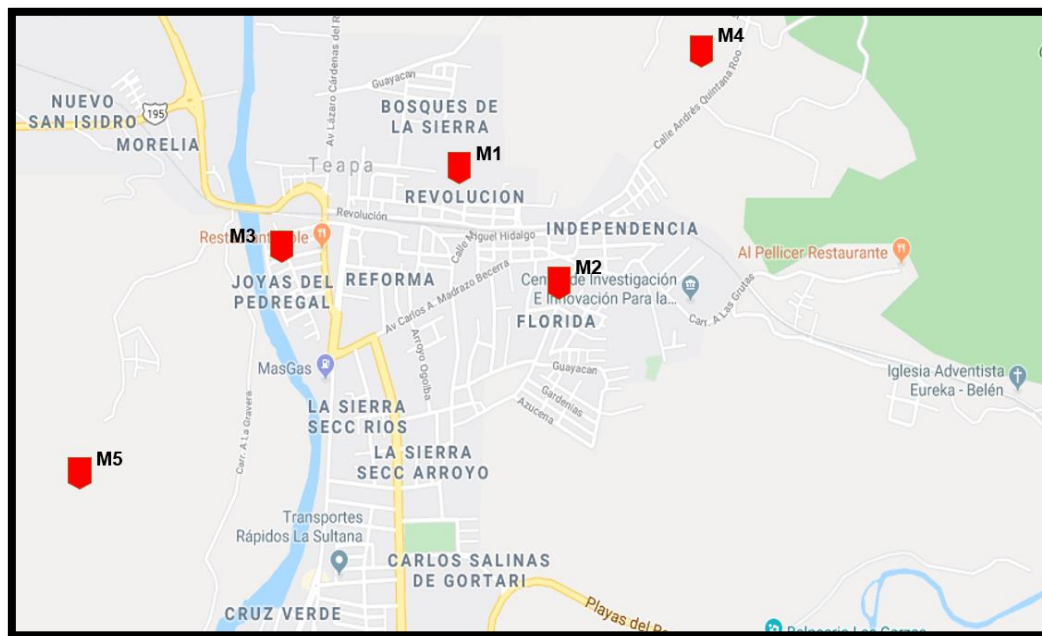 M4
Guayacan
Av Lázaro Cárdenas del R
NUEVO
SAN ISIDRO
195
BOSQUES DE
LA SIERRA
Calle Andrés Quintana Roo
MORELIA
Teapa
M1
REVOLUCION
Revolución
M3
Miguel Hidalgo
INDEPENDENCIA
Calle M
Al Pellicer Restaurante
JOYAS DEL
PEDREGAL
REFORMA
Av Carlos A. Madrazo Becerra
M2
Cen de Investigación
E Innovación Para la...
FLORIDA
Carr. A Las Grutas
Arroyo Ogoiba
MasGas
Guayacan
Iglesia Adventista
Eureka - Belén
Gardenias
Azucena
LA SIERRA
SECC RIOS
Carr. A La Gravera
LA SIERRA
SECC ARROYO
M5
Transportes
Rápidos La Sultana
CARLOS SALINAS
DE GORTARI
CRUZ VERDE
Playas del